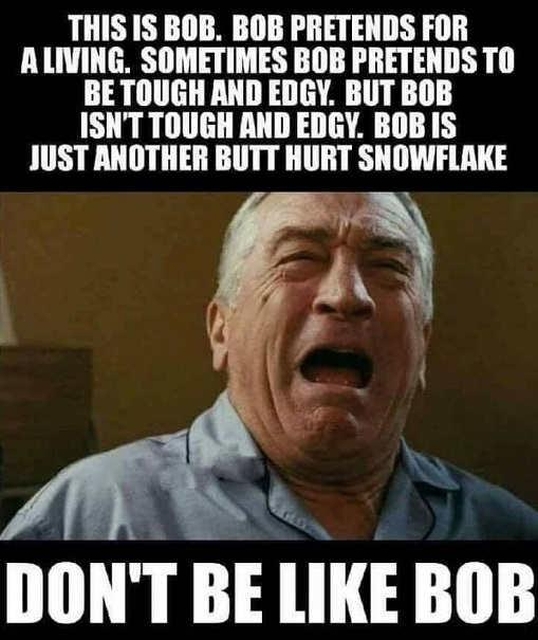 THIS IS BOB. BOB PRETENDS FOR
A LIVING. SOMETIMES BOB PRETENDS TO
BE TOUGH AND EDGY. BUT BOB
ISN'T TOUGH AND EDGY. BOB IS
JUST ANOTHER BUTT HURT SNOWFLAKE
DON'T BE LIKE BOB